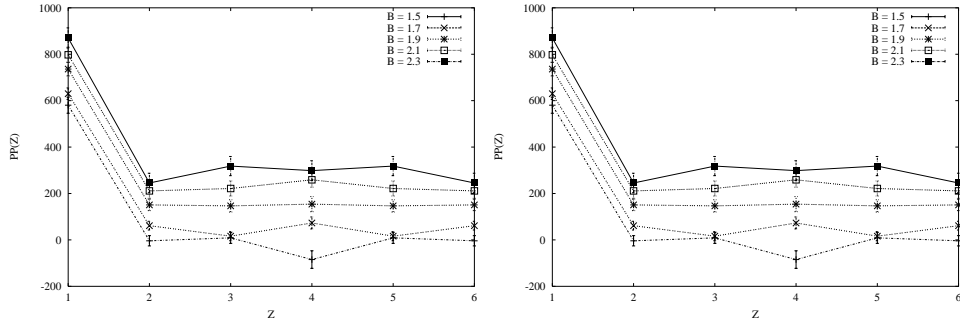 1000
800
600
400
200
0
-200
PP(Z)
1 2 3 4 5 6
Z
B = 1.5
B = 1.7
B = 1.9
B = 2.1
B = 2.3
1000
800
600
400
200
0
-200
PP(Z)
1 2 3 4 5 6
Z
B = 1.5
B = 1.7
B = 1.9
B = 2.1
B = 2.3